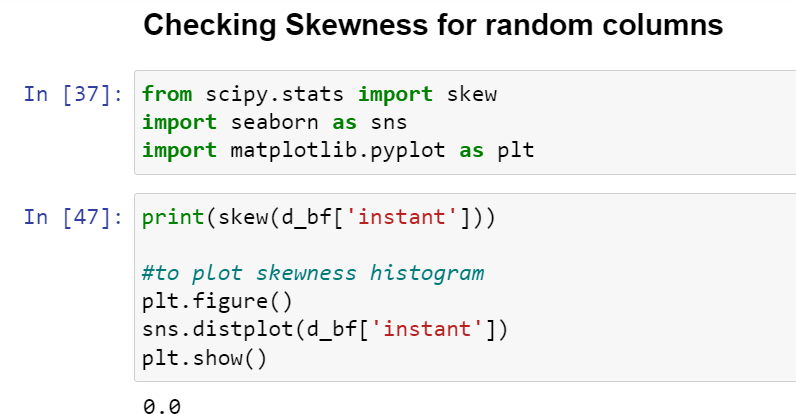 Checking Skewness for random columns
In [37]: from scipy.stats import skew
import seaborn as sns
import matplotlib.pyplot as plt
In [47]: print(skew(d_bf['instant']))
#to plot skewness histogram
plt.figure()
sns.distplot(d_bf['instant'])
plt.show()
0.0